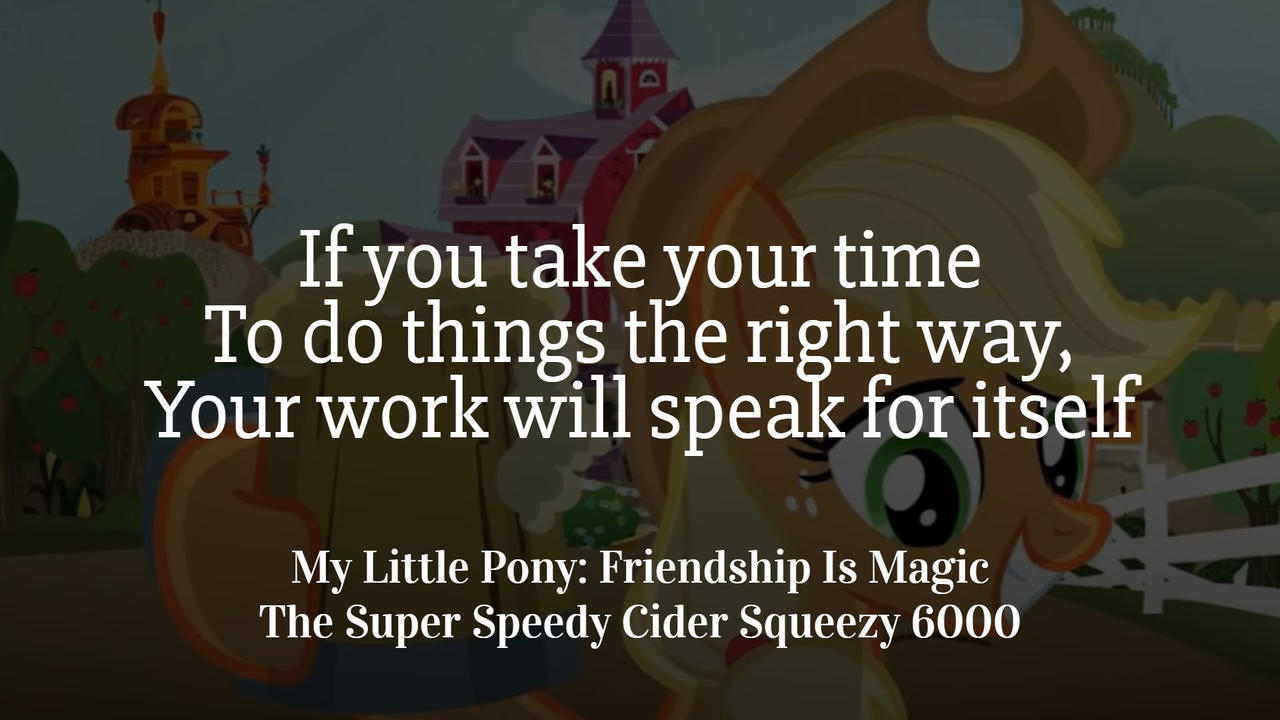 If you take your time
To do things the right way,
Your work will speak for itself
My Little Pony: Friendship Is Magic
The Super Speedy Cider Squeezy 6000